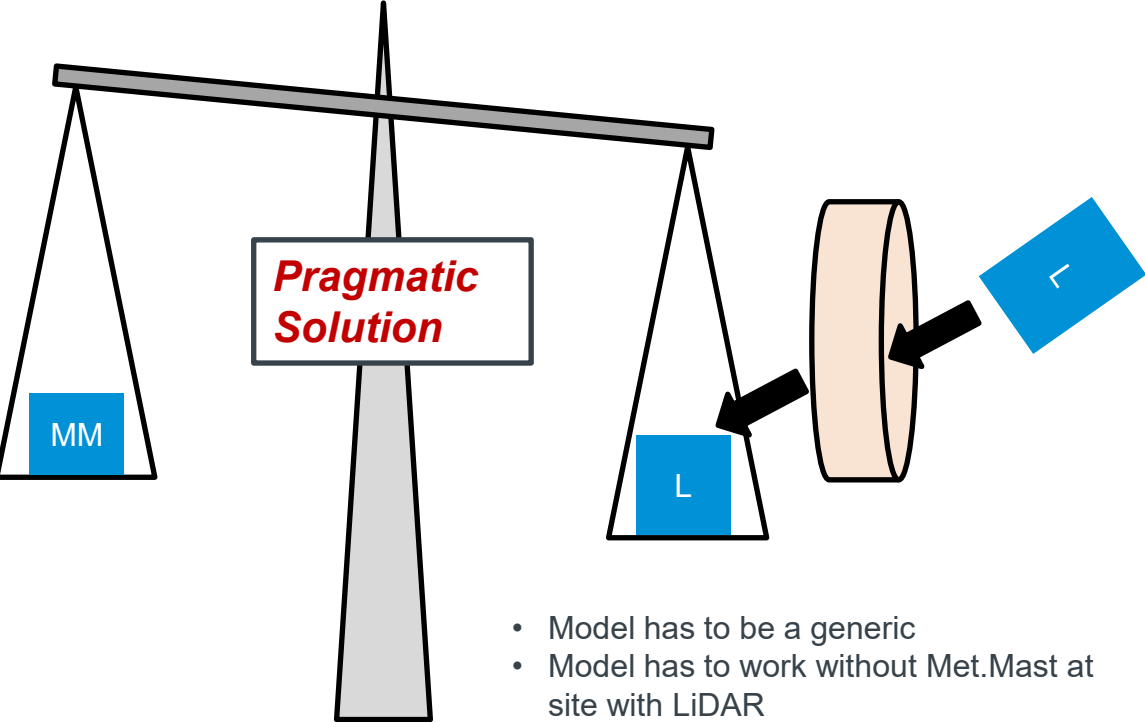 Pragmatic
Solution
L
MM
L
• Model has to be a generic
• Model has to work without Met.Mast at
site with LiDAR